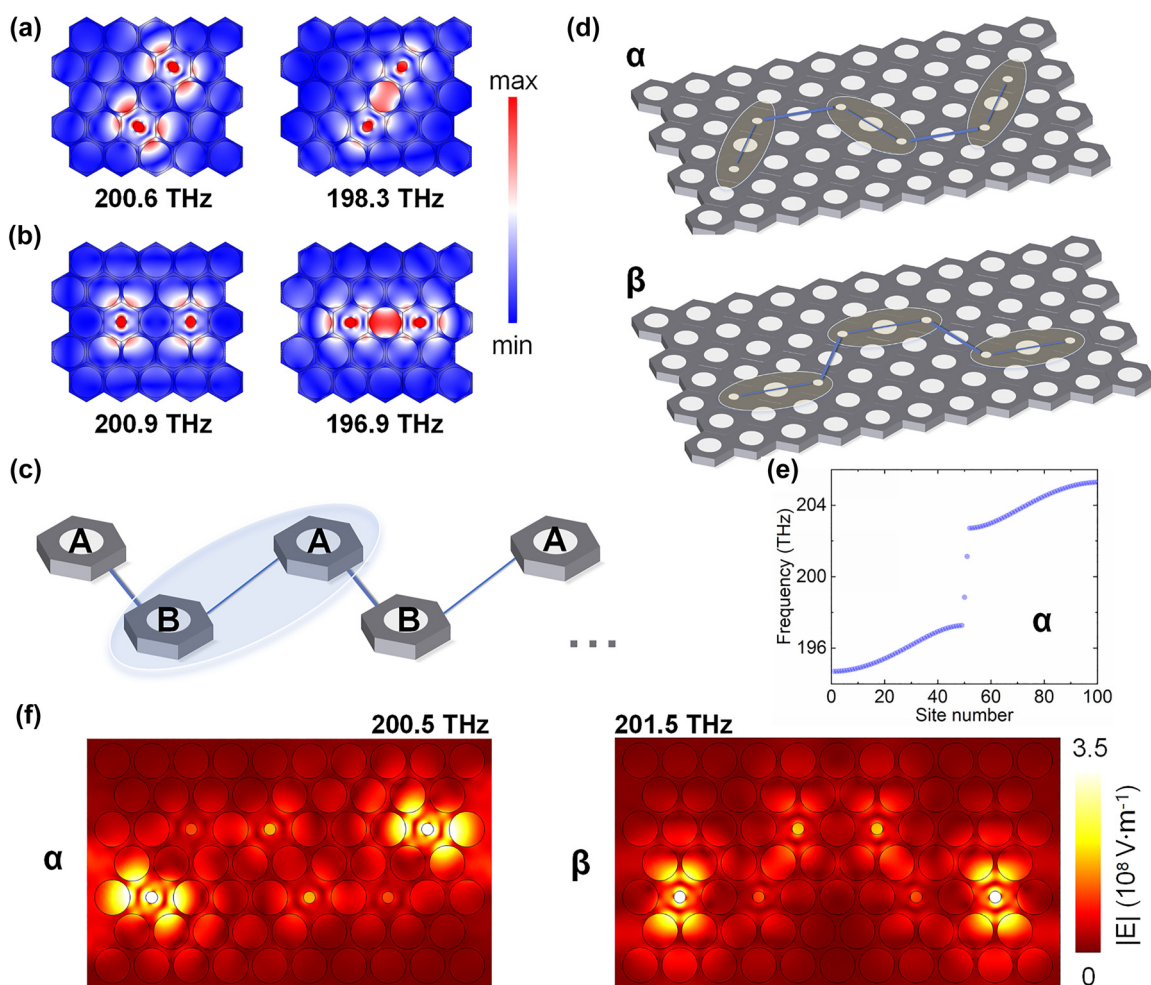 (a)
200.6 THz
198.3 THz
max
min
(b)
200.9 THz
196.9 THz
(c)
A
A
A
B
B
...
(d)
α
β
(e)
Frequency (THz)
204
200
196
α
0
20
40
60
80
100
Site number
(f)
200.5 THz
α
201.5 THz
β
3.5
|E| (10⁸ V·m⁻¹)
0